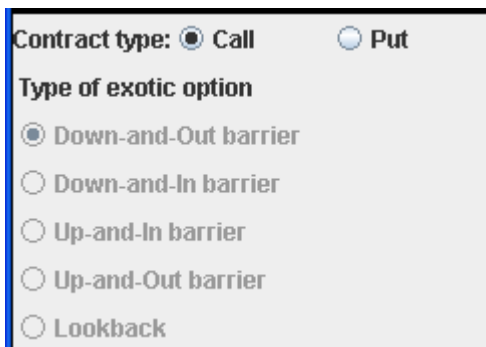 Contract type: Call Put
Type of exotic option
Down-and-Out barrier
Down-and-In barrier
Up-and-In barrier
Up-and-Out barrier
Lookback